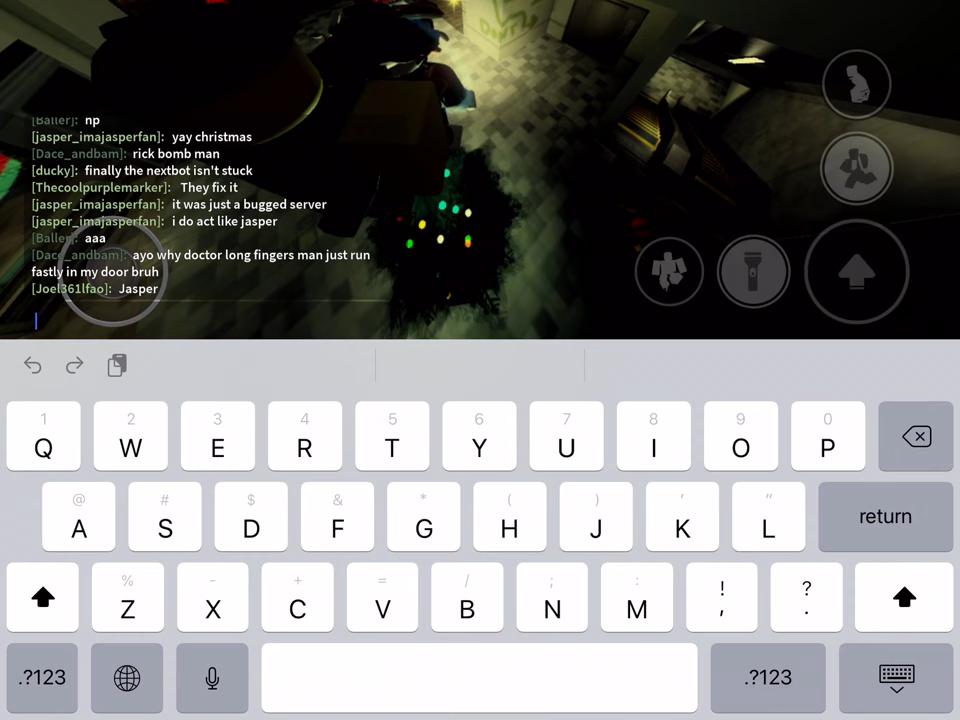 [Baller]: np
[jasper_imajasperfan]: yay christmas
[Dace_andbam]: rick bomb man
[ducky]: finally the nextbot isn't stuck
[Thecoolpurplemarker]: They fix it
[jasper_imajasperfan]: it was just a bugged server
[jasper_imajasperfan]: i do act like jasper
[Baller]: aaa
[Dace_andbam]: ayo why doctor long fingers man just run
fastly in my door bruh
[Joel361lfao]: Jasper
1 2 3 4 5 6 7 8 9 0
Q W E R T Y U I O P
@ # $ & * ( ) ' "
A S D F G H J K L return
% - + = / ; : ! ?
Z X C V B N M , .
.?123 .?123